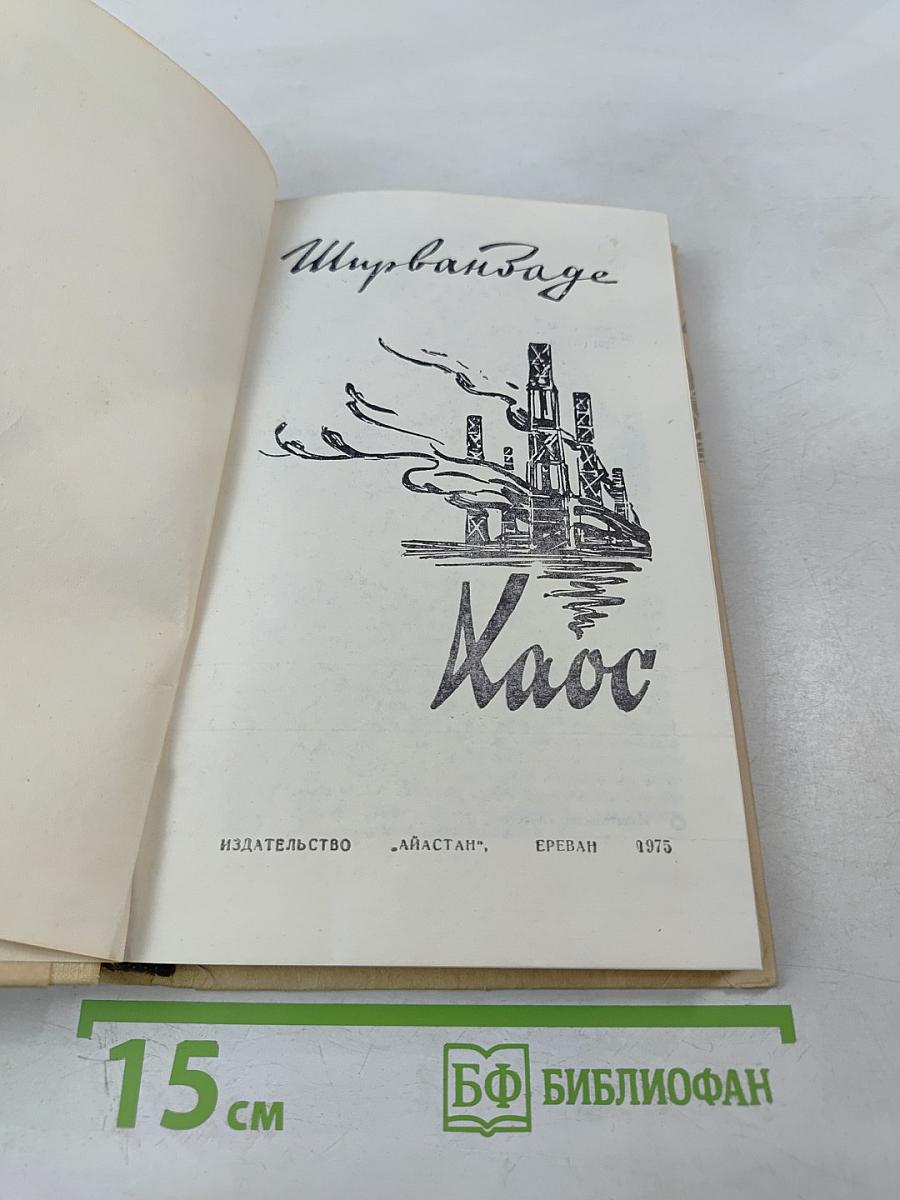 Ширванзаде
Хаос
ИЗДАТЕЛЬСТВО „АЙАСТАН", ЕРЕВАН 1975
15 см
БФ БИБЛИОФАН